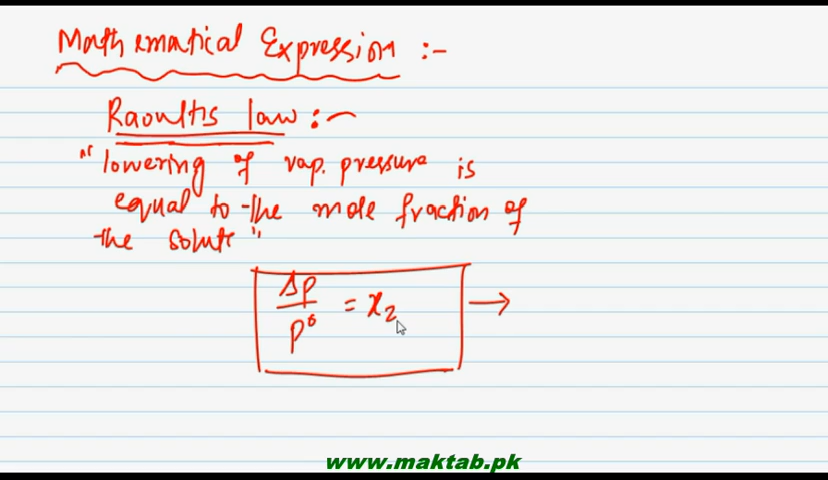 Mathematical Expression :-
Raoults law :-
"lowering of vap. pressure is
equal to the mole fraction of
the solute"
Δp
/p° = x₂ →
www.maktab.pk